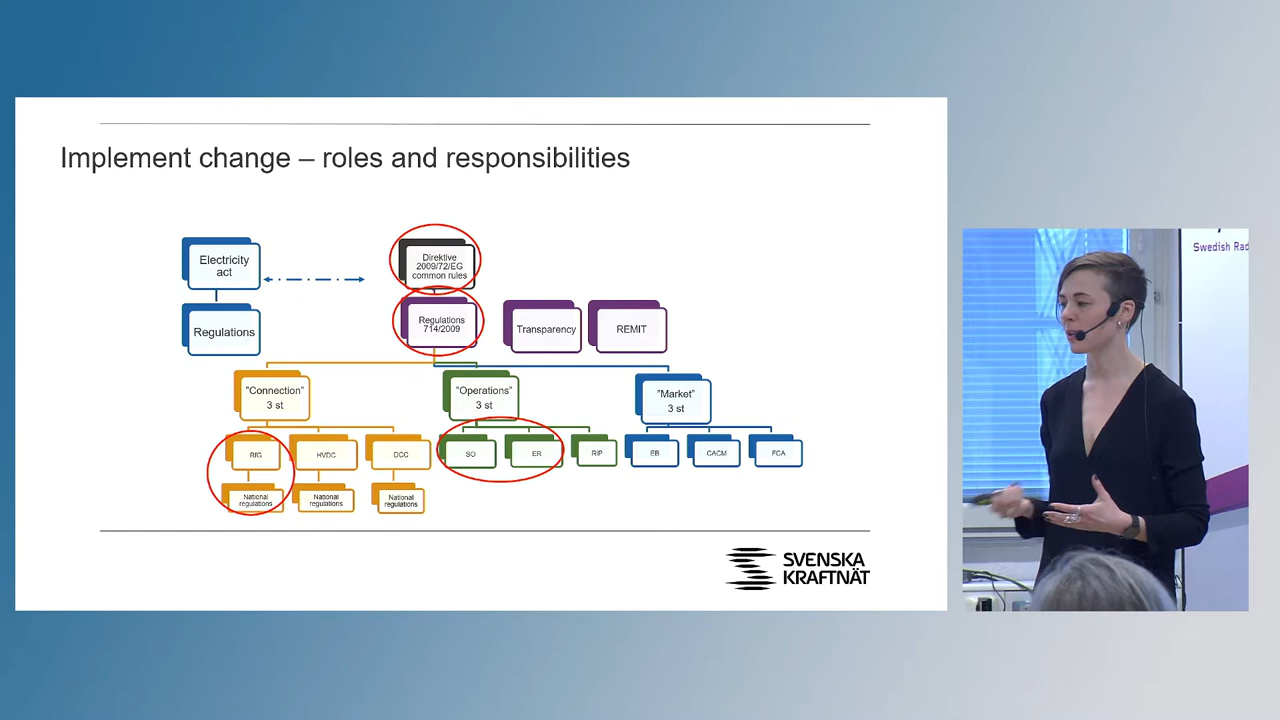 Implement change – roles and responsibilities
Electricity
act
Direktive
2009/72/EG
common rules
Regulations
Regulations
714/2009
Transparency
REMIT
"Connection"
3 st
"Operations"
3 st
"Market"
3 st
RfG
HVDC
DCC
SO
ER
RIP
EB
CACM
FCA
National
regulations
National
regulations
National
regulations
SVENSKA
KRAFTNÄT
Swedish Rad